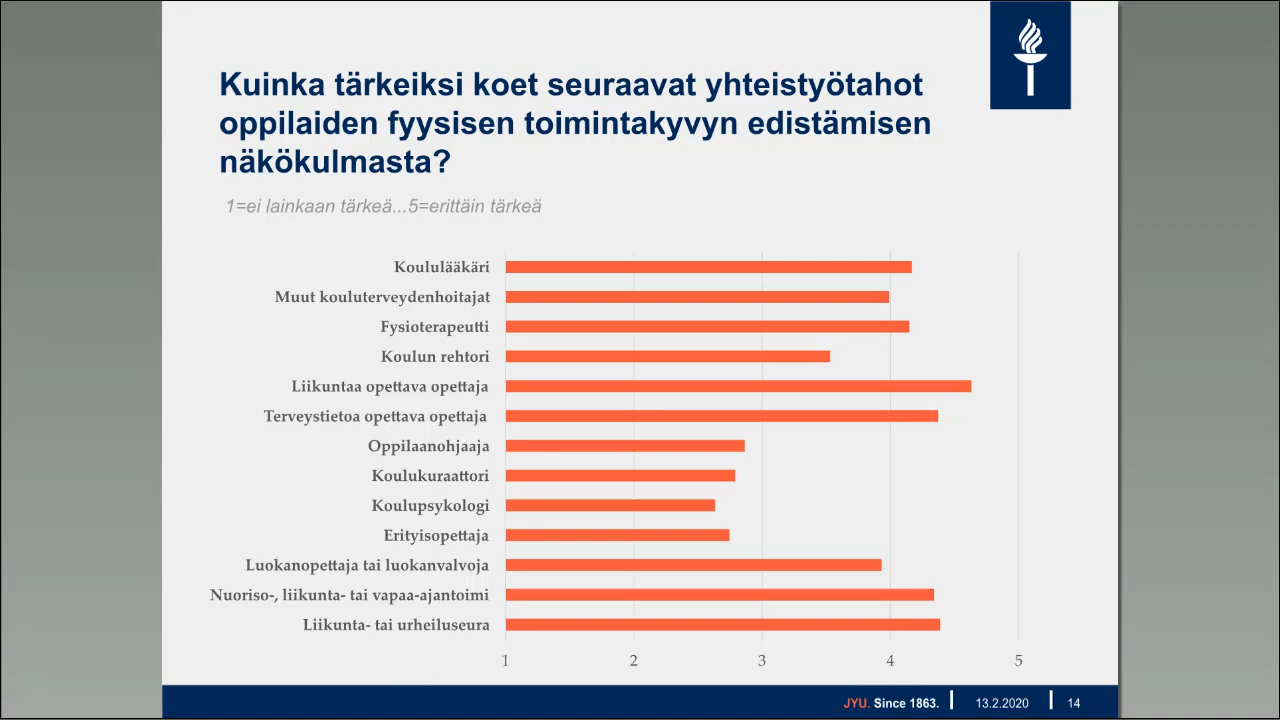 Kuinka tärkeiksi koet seuraavat yhteistyötahot
oppilaiden fyysisen toimintakyvyn edistämisen
näkökulmasta?
1=ei lainkaan tärkeä...5=erittäin tärkeä
Koululääkäri
Muut kouluterveydenhoitajat
Fysioterapeutti
Koulun rehtori
Liikuntaa opettava opettaja
Terveystietoa opettava opettaja
Oppilaanohjaaja
Koulukuraattori
Koulupsykologi
Erityisopettaja
Luokanopettaja tai luokanvalvoja
Nuoriso-, liikunta- tai vapaa-ajantoimi
Liikunta- tai urheiluseura
1 2 3 4 5
JYU. Since 1863. 13.2.2020 14